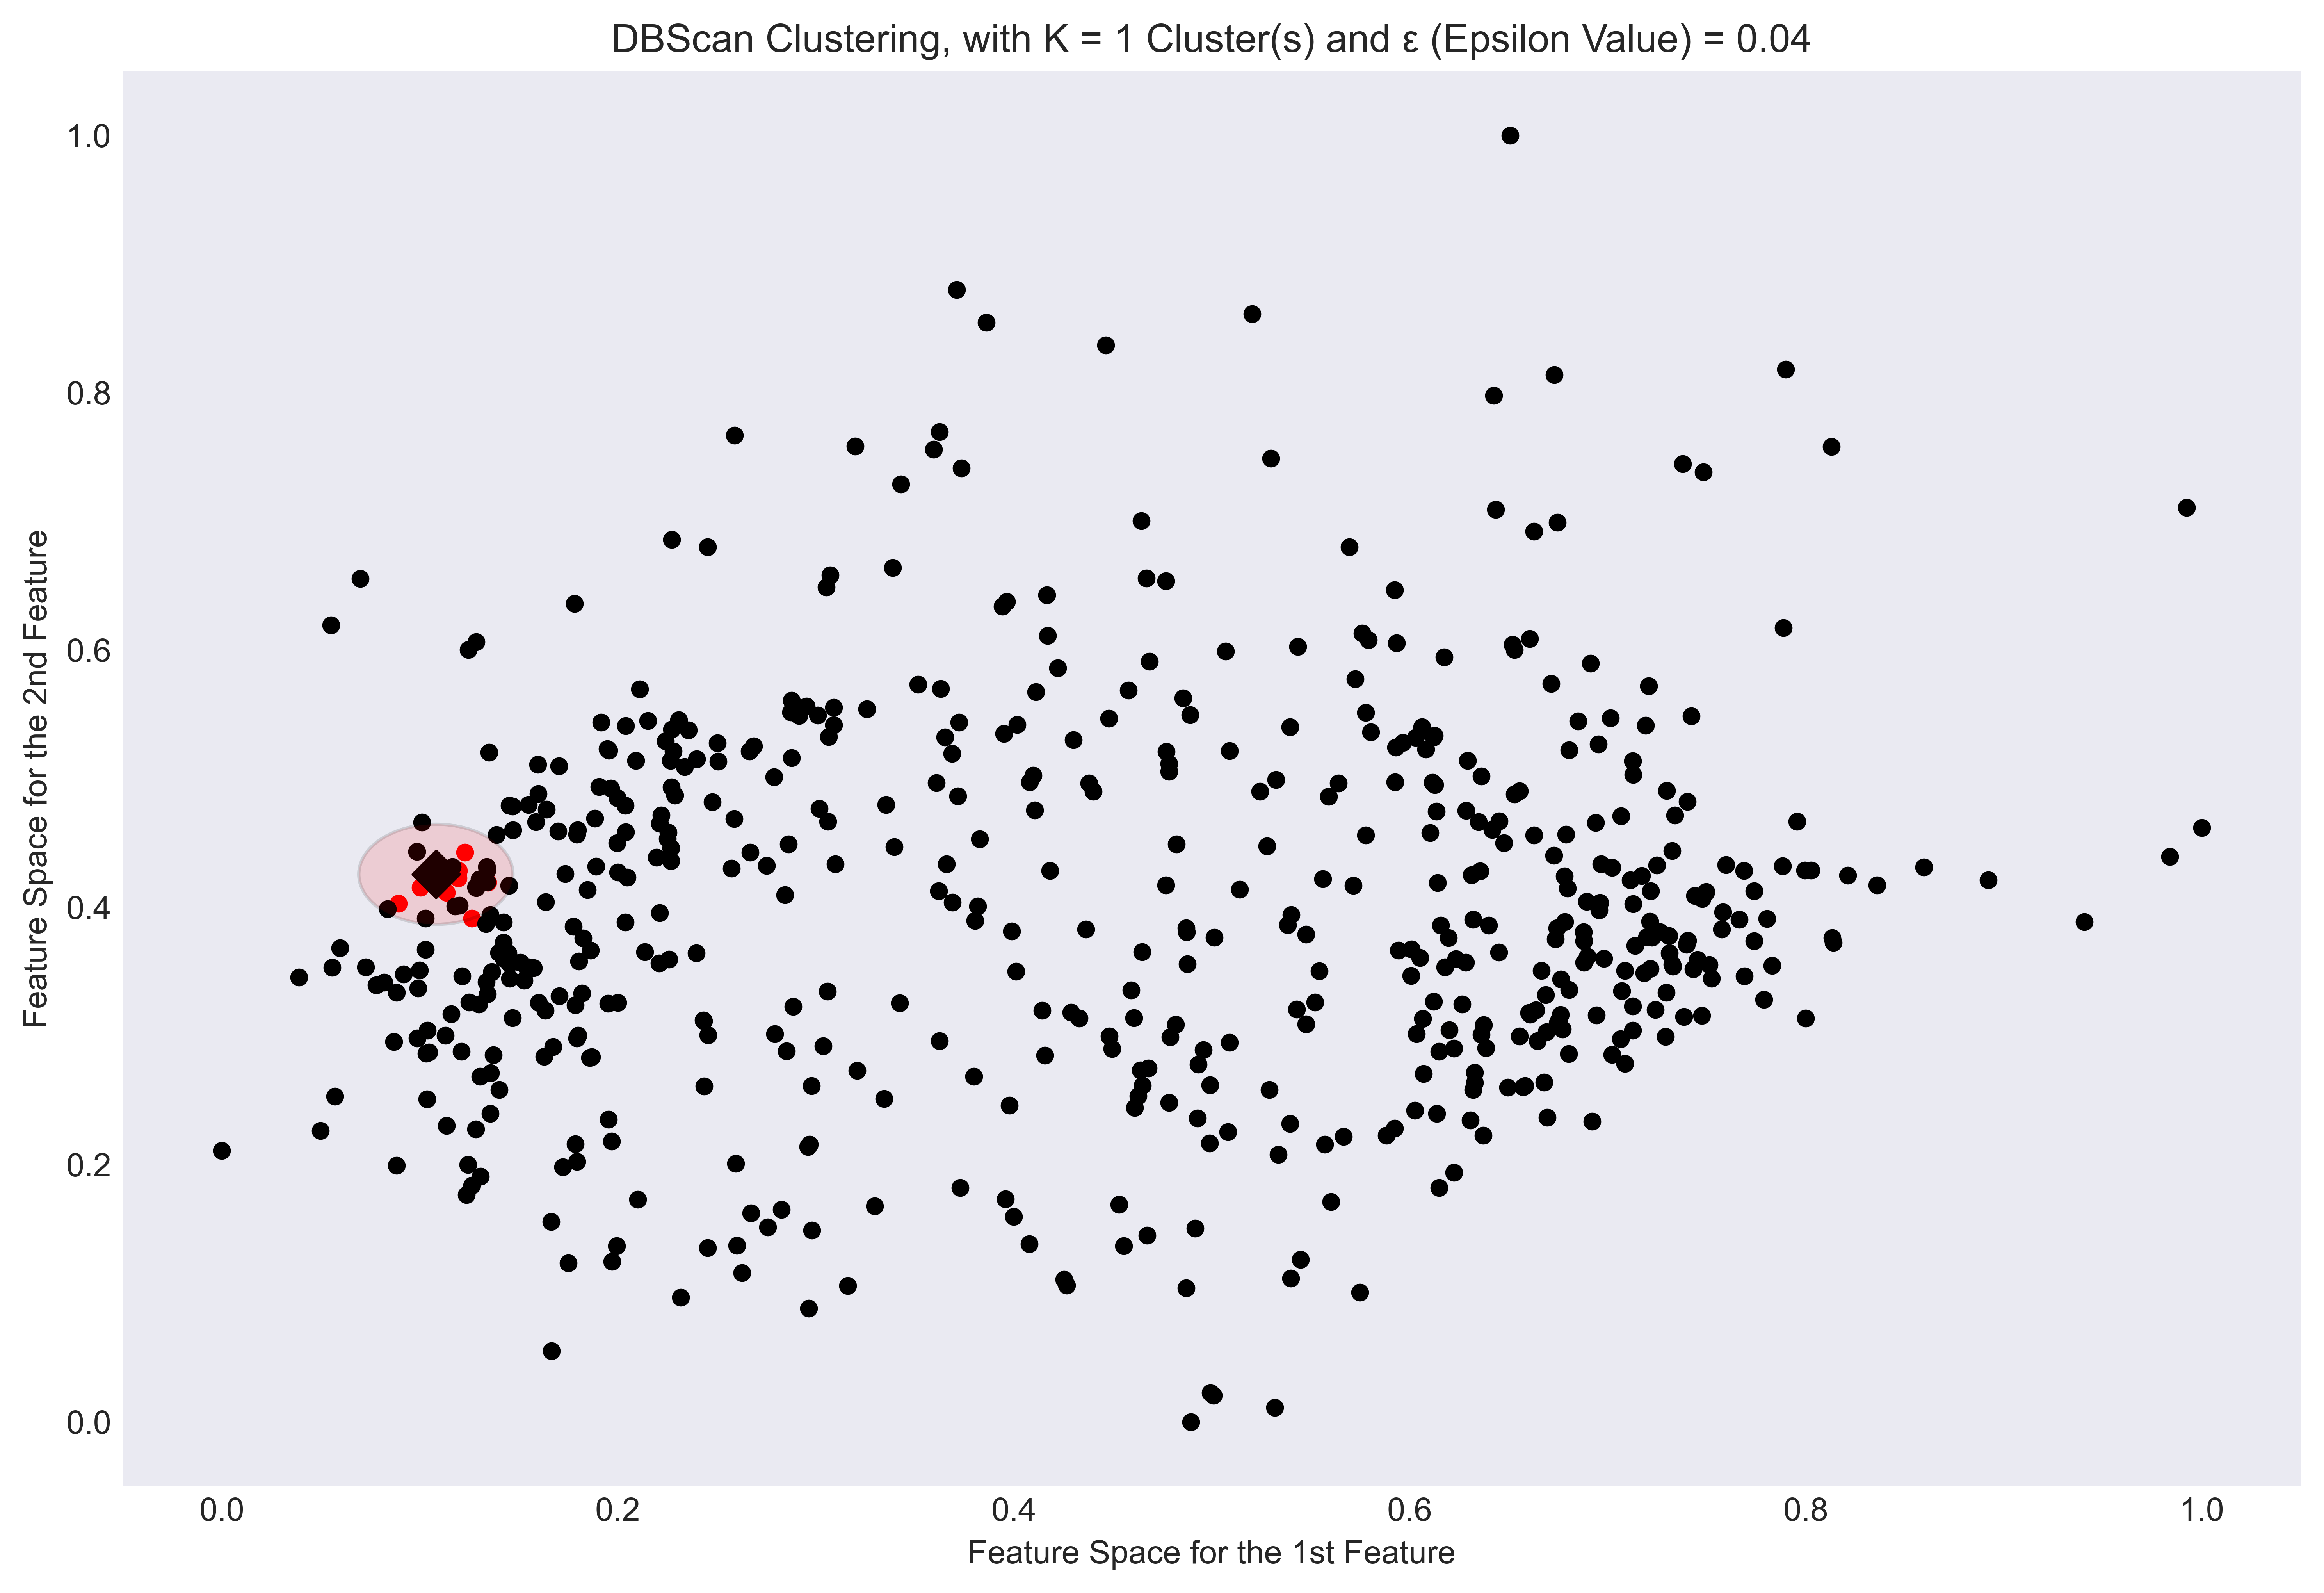 DBScan Clustering, with K = 1 Cluster(s) and ε (Epsilon Value) = 0.04
1.0
0.8
0.6
0.4
0.2
0.0
Feature Space for the 2nd Feature
0.0 0.2 0.4 0.6 0.8 1.0
Feature Space for the 1st Feature